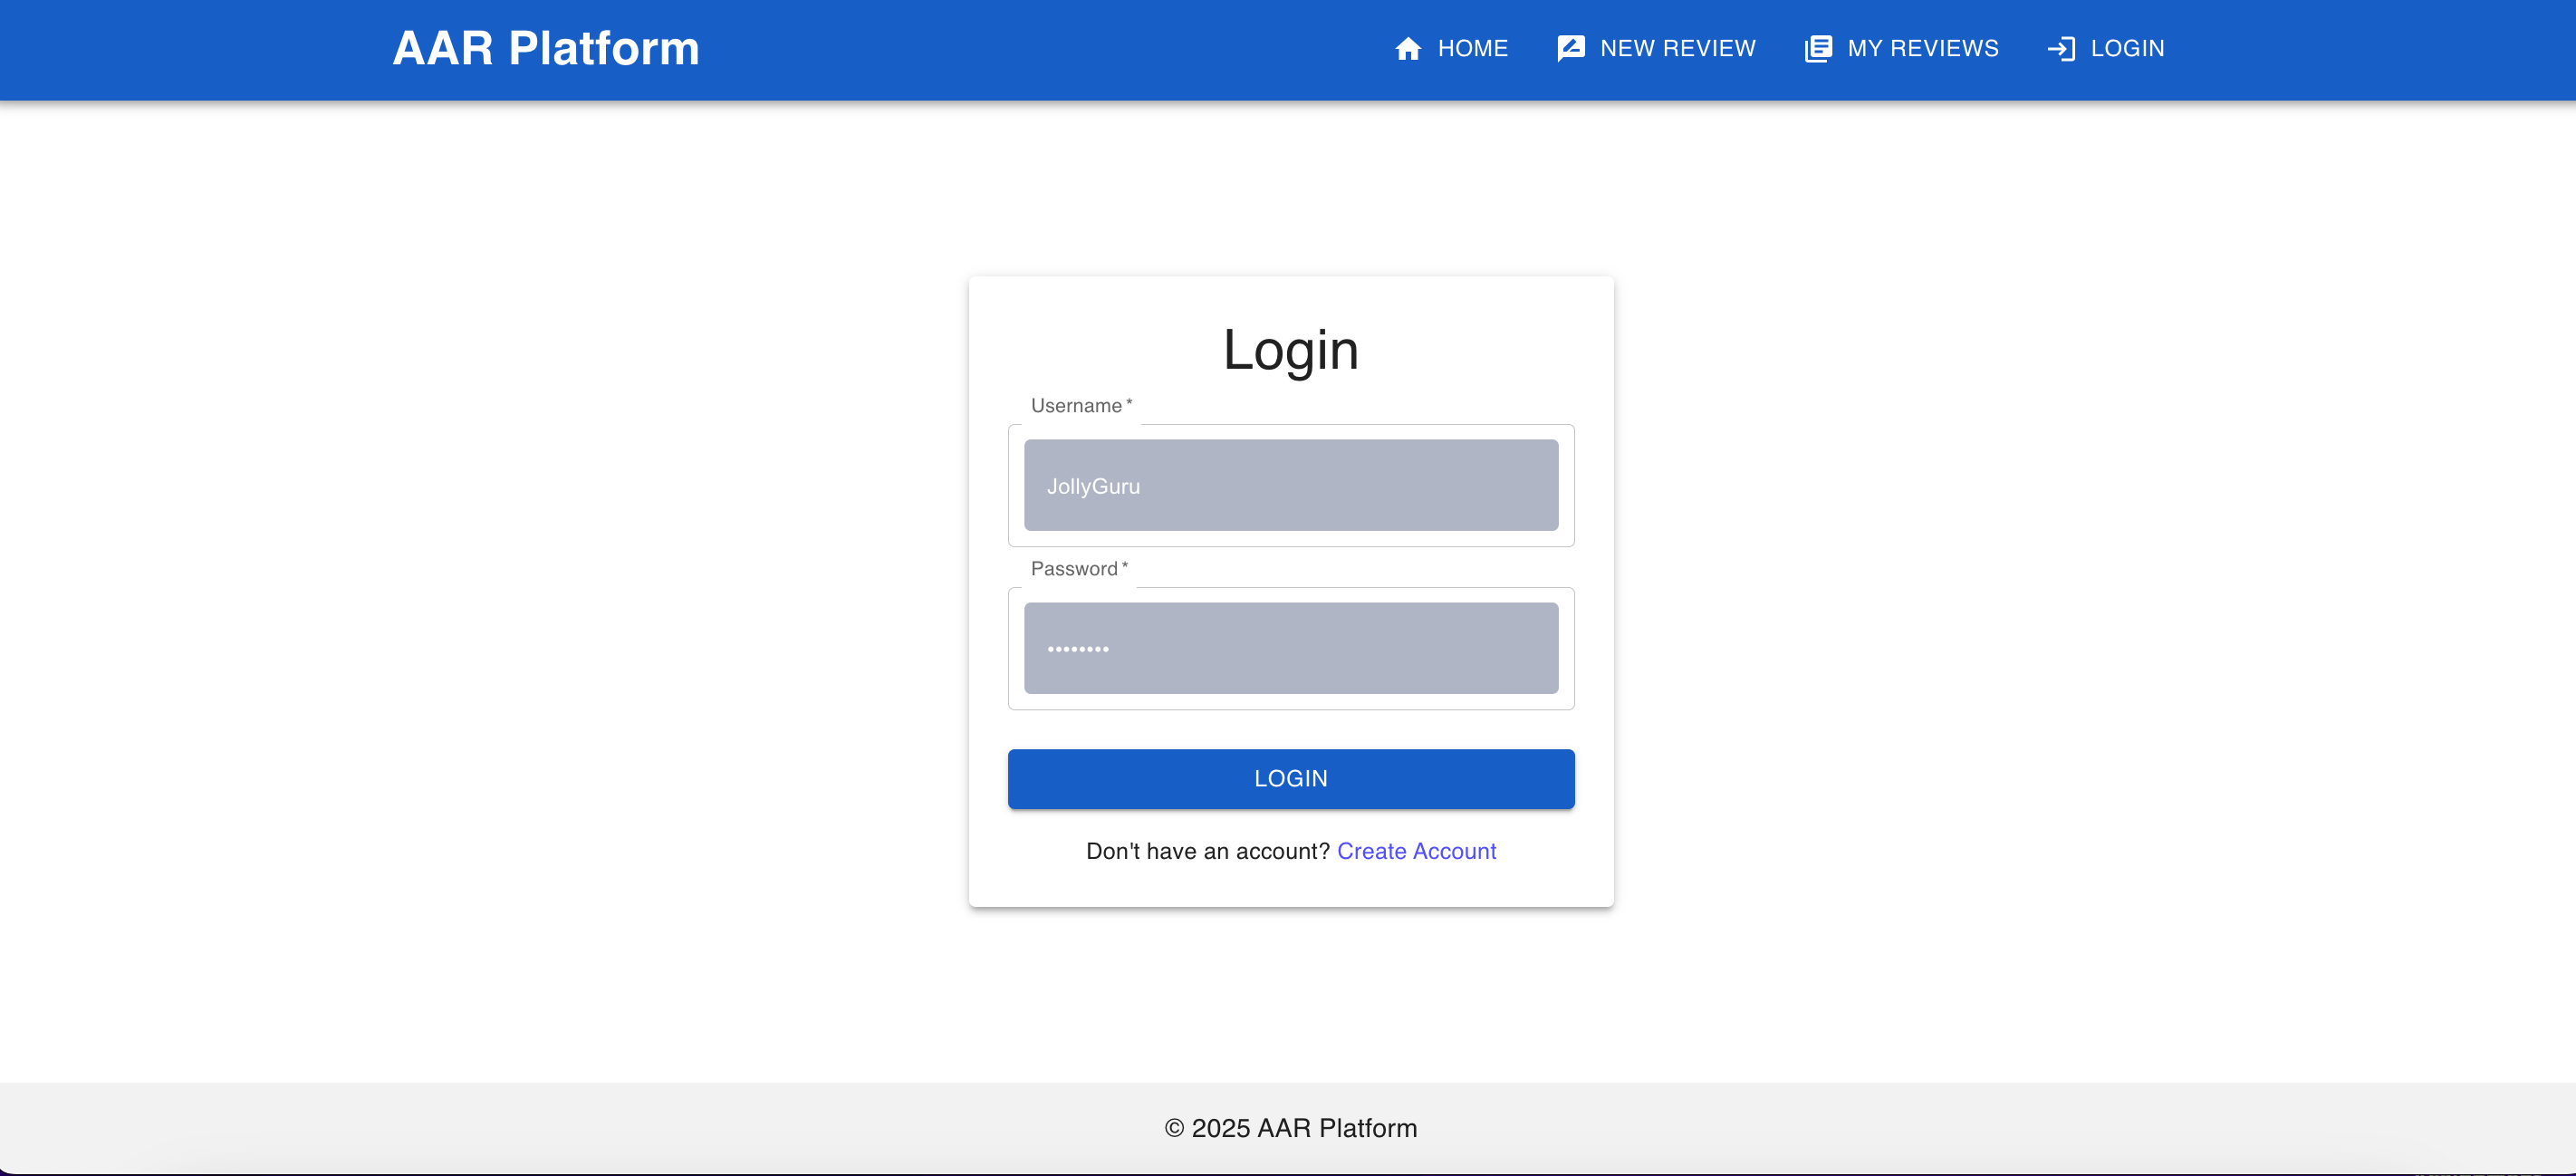 AAR Platform
HOME
NEW REVIEW
MY REVIEWS
LOGIN
Login
Username *
JollyGuru
Password *
••••••••
LOGIN
Don't have an account? Create Account
© 2025 AAR Platform